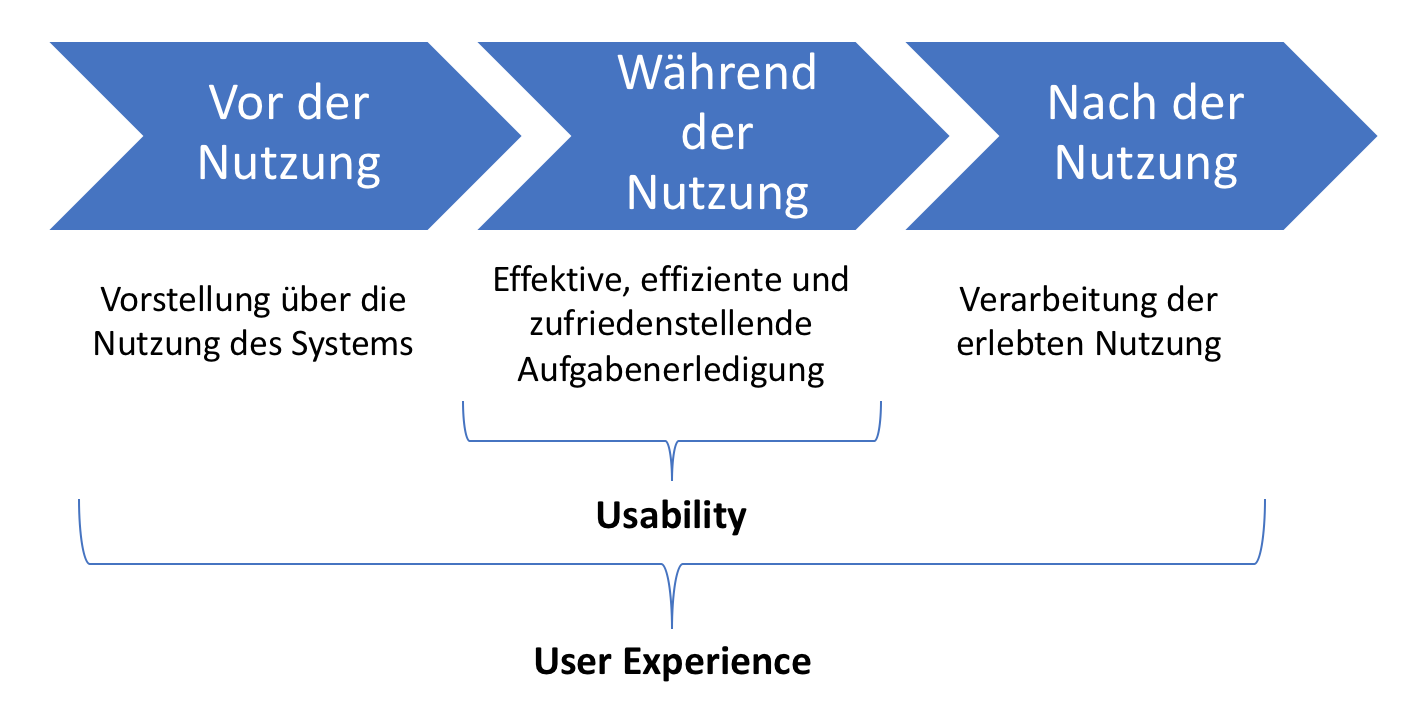 Vor der
Nutzung
Während
der
Nutzung
Nach der
Nutzung
Vorstellung über die
Nutzung des Systems
Effektive, effiziente und
zufriedenstellende
Aufgabenerledigung
Verarbeitung der
erlebten Nutzung
Usability
User Experience